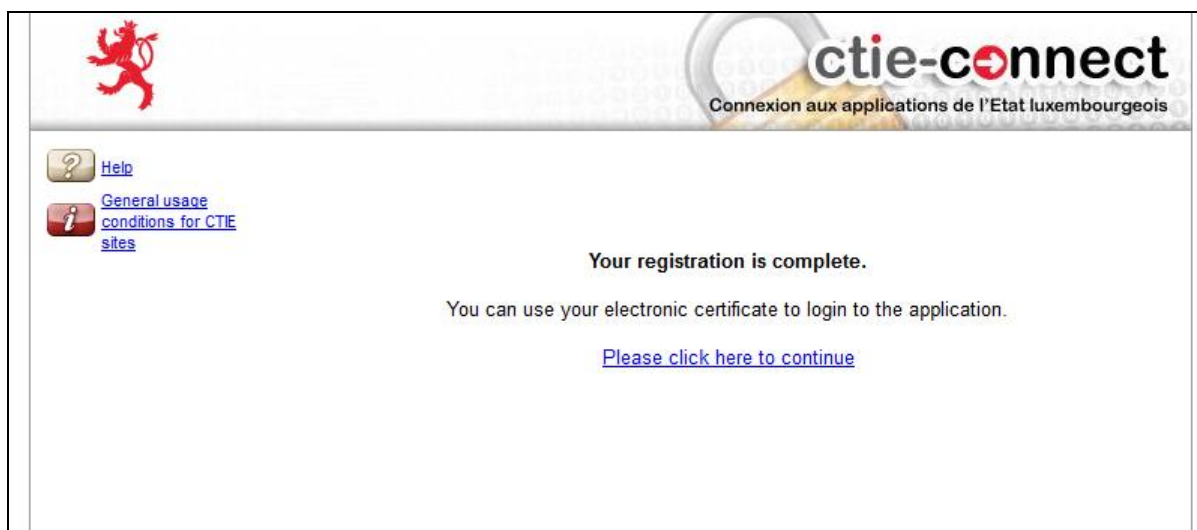 ctie-connect
Connexion aux applications de l'Etat luxembourgeois
Help
General usage
conditions for CTIE
sites
Your registration is complete.
You can use your electronic certificate to login to the application.
Please click here to continue